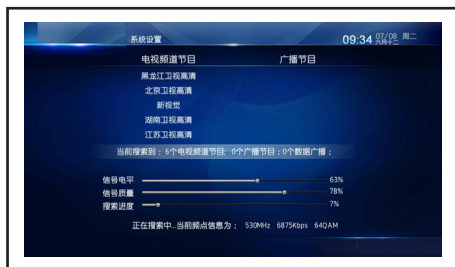 系统设置
09:34 07/08 周二
六月十二
电视频道节目 广播节目
黑龙江卫视高清
北京卫视高清
新视觉
湖南卫视高清
江苏卫视高清
当前搜索到：6个电视频道节目；0个广播节目；0个数据广播；
信号电平 63%
信号质量 78%
搜索进度 7%
正在搜索中...当前频点信息为： 530MHz 6875Kbps 64QAM